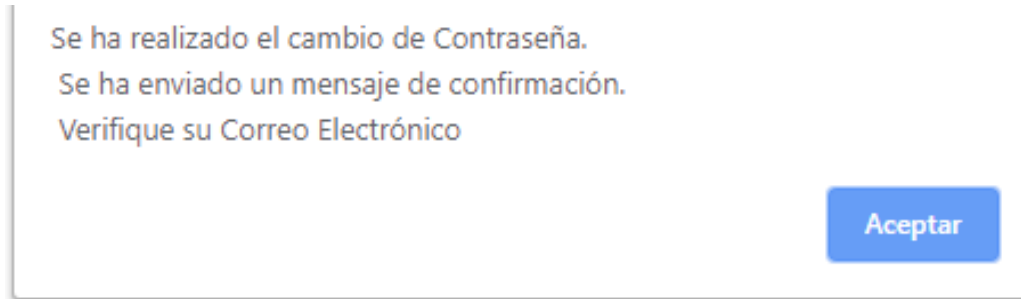 Se ha realizado el cambio de Contraseña.
Se ha enviado un mensaje de confirmación.
Verifique su Correo Electrónico
Aceptar